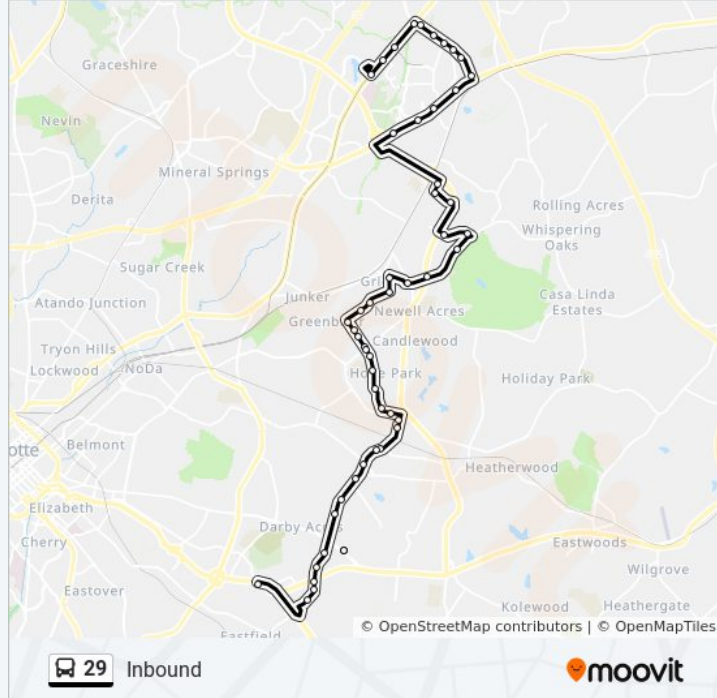 Graceshire
Nevin
Mineral Springs
Derita
Rolling Acres
Whispering
Oaks
Sugar Creek
Casa Linda
Estates
Atando Junction
Junker
Gri
Newell Acres
Greenb
Candlewood
Tryon Hills
Lockwood
NoDa
Ho e Park
Holiday Park
otte
Belmont
Heatherwood
Elizabeth
Darby Acres
Cherry
Eastwoods
Wilgrove
Eastover
Kolewood
Heathergate
Eastfield
© OpenStreetMap contributors | © OpenMapTiles
29 Inbound
moovit